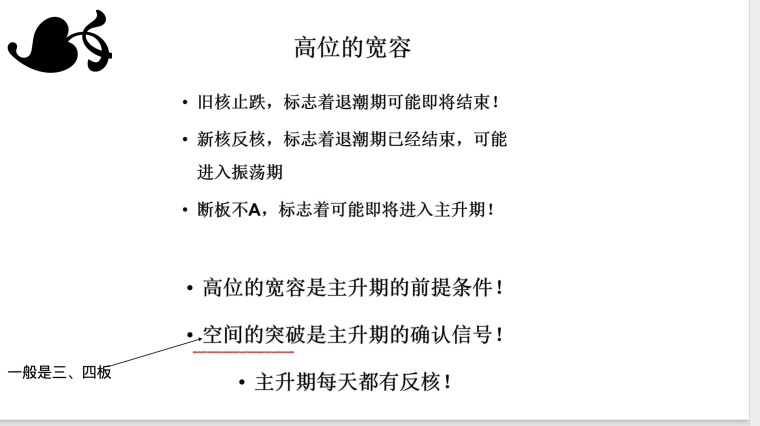 高位的宽容
• 旧核止跌，标志着退潮期可能即将结束！
• 新核反核，标志着退潮期已经结束，可能
进入振荡期
• 断板不A，标志着可能即将进入主升期！
• 高位的宽容是主升期的前提条件！
• 空间的突破是主升期的确认信号！
一般是三、四板
• 主升期每天都有反核！